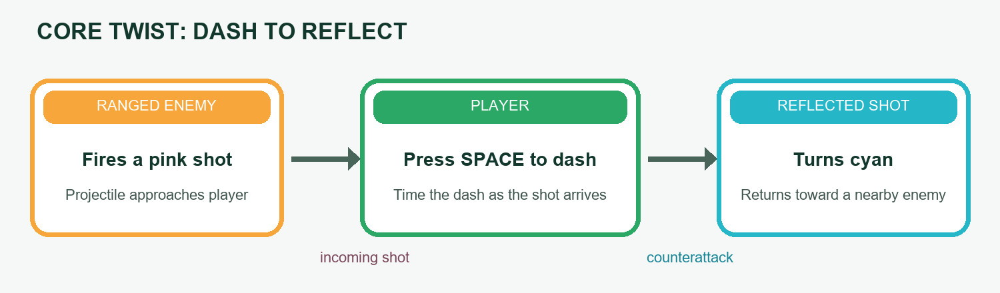 CORE TWIST: DASH TO REFLECT
RANGED ENEMY
Fires a pink shot
Projectile approaches player
PLAYER
Press SPACE to dash
Time the dash as the shot arrives
REFLECTED SHOT
Turns cyan
Returns toward a nearby enemy
incoming shot
counterattack